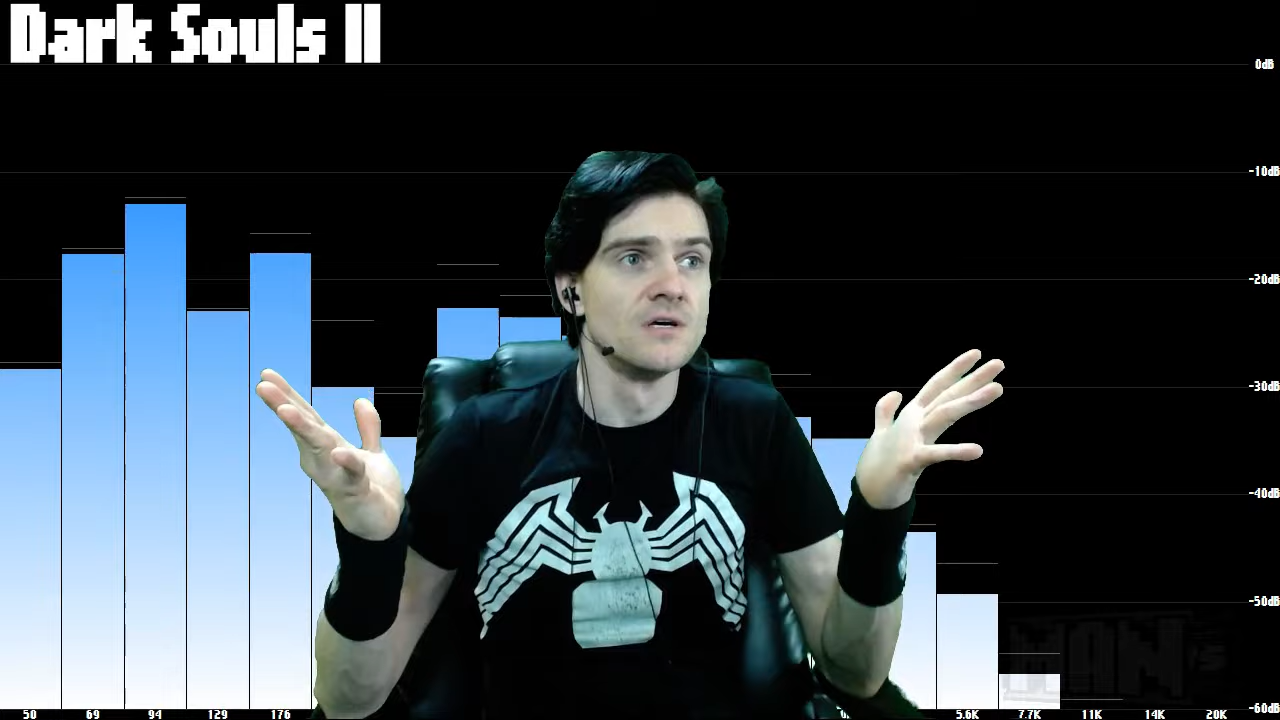 Dark Souls II
0dB
-10dB
-20dB
-30dB
-40dB
-50dB
-60dB
50 69 94 129 176 5.6K 7.7K 11K 14K 20K